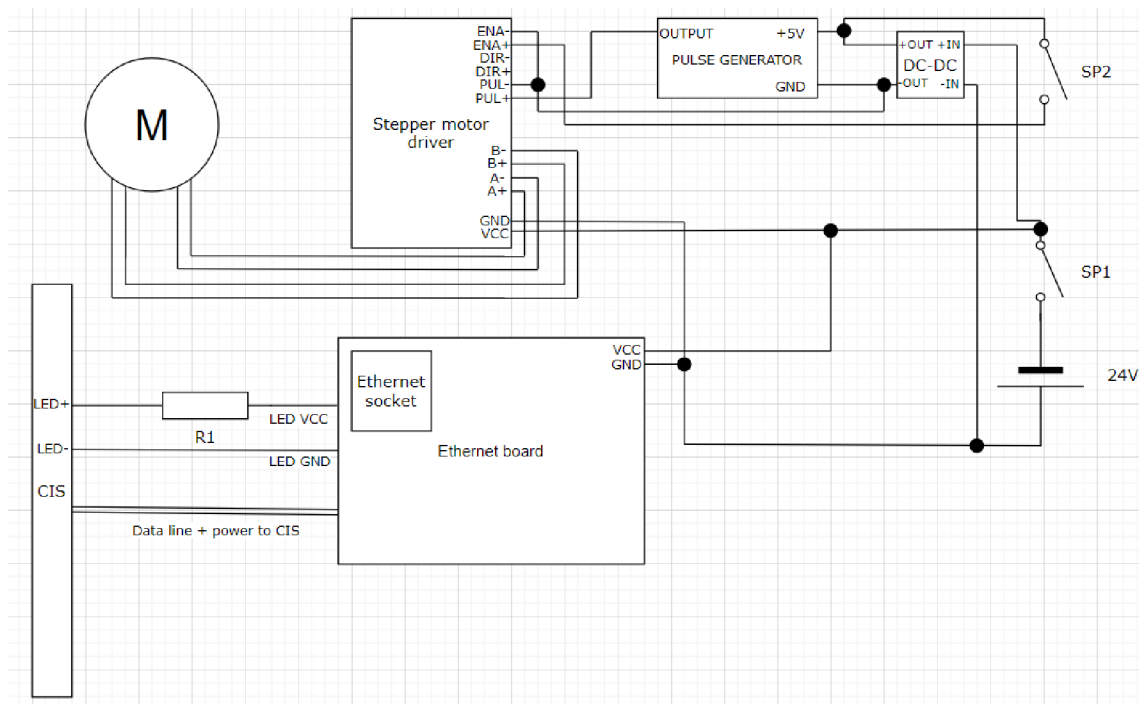 ENA-
ENA+
DIR-
DIR+
PUL-
PUL+
Stepper motor
driver
B-
B+
A-
A+
GND
VCC
M
OUTPUT
+5V
PULSE GENERATOR
GND
+OUT +IN
DC-DC
-OUT -IN
SP2
SP1
24V
VCC
GND
Ethernet
socket
Ethernet board
LED+
R1
LED VCC
LED-
LED GND
CIS
Data line + power to CIS